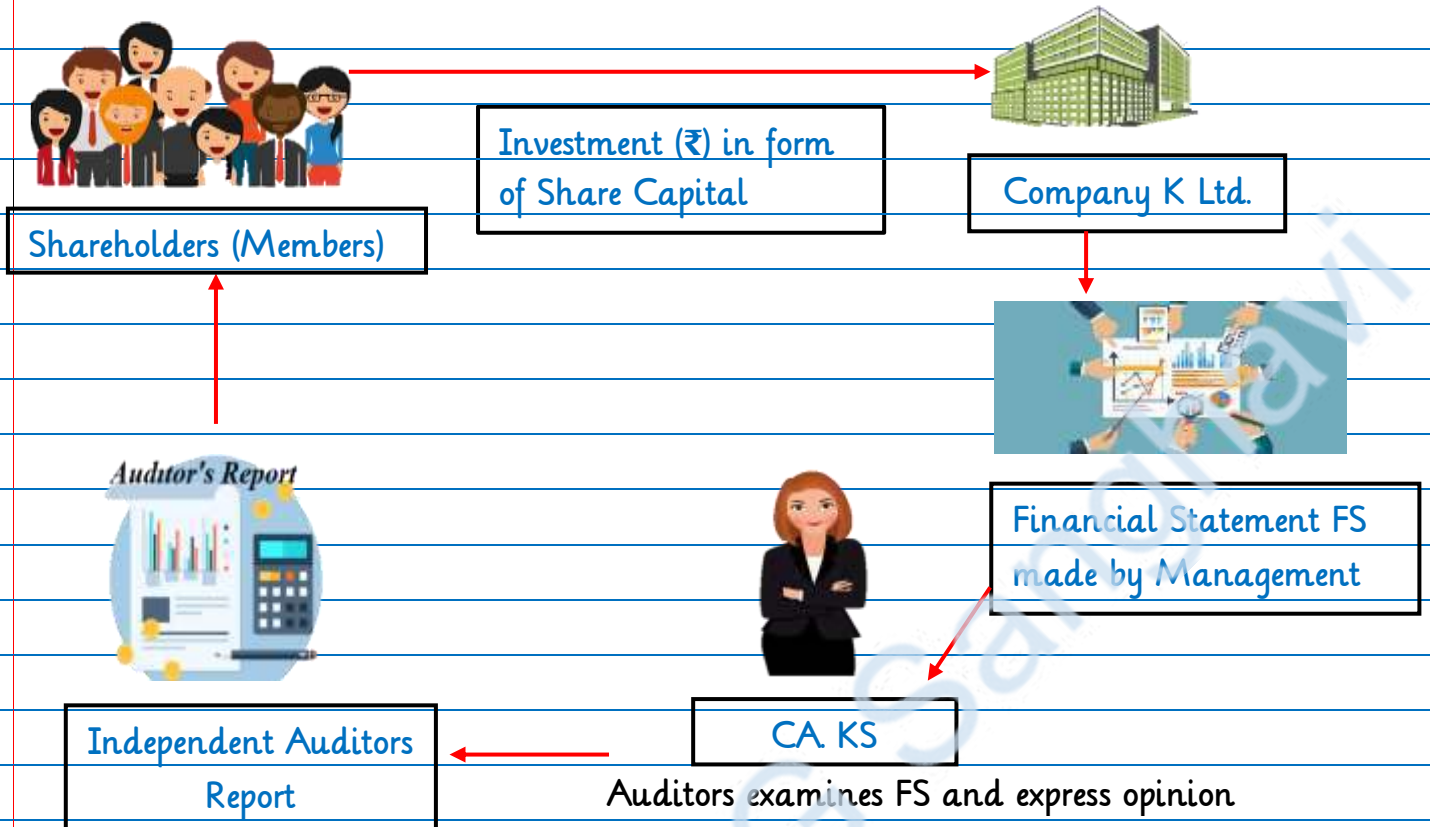 Investment (₹) in form
of Share Capital
Company K Ltd.
Shareholders (Members)
Auditor's Report
Financial Statement FS
made by Management
CA. KS
Independent Auditors
Report
Auditors examines FS and express opinion
G Sanghavi